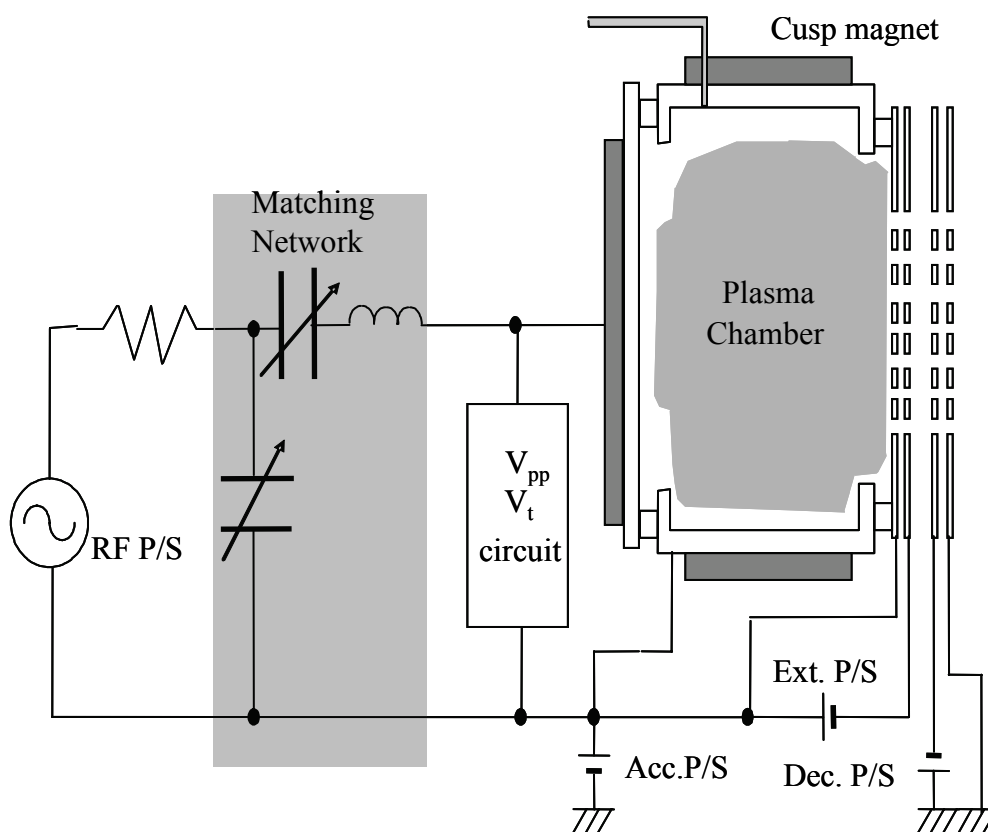 Cusp magnet
Matching
Network
Plasma
Chamber
V_pp
V_t
circuit
RF P/S
Ext. P/S
Acc.P/S
Dec. P/S